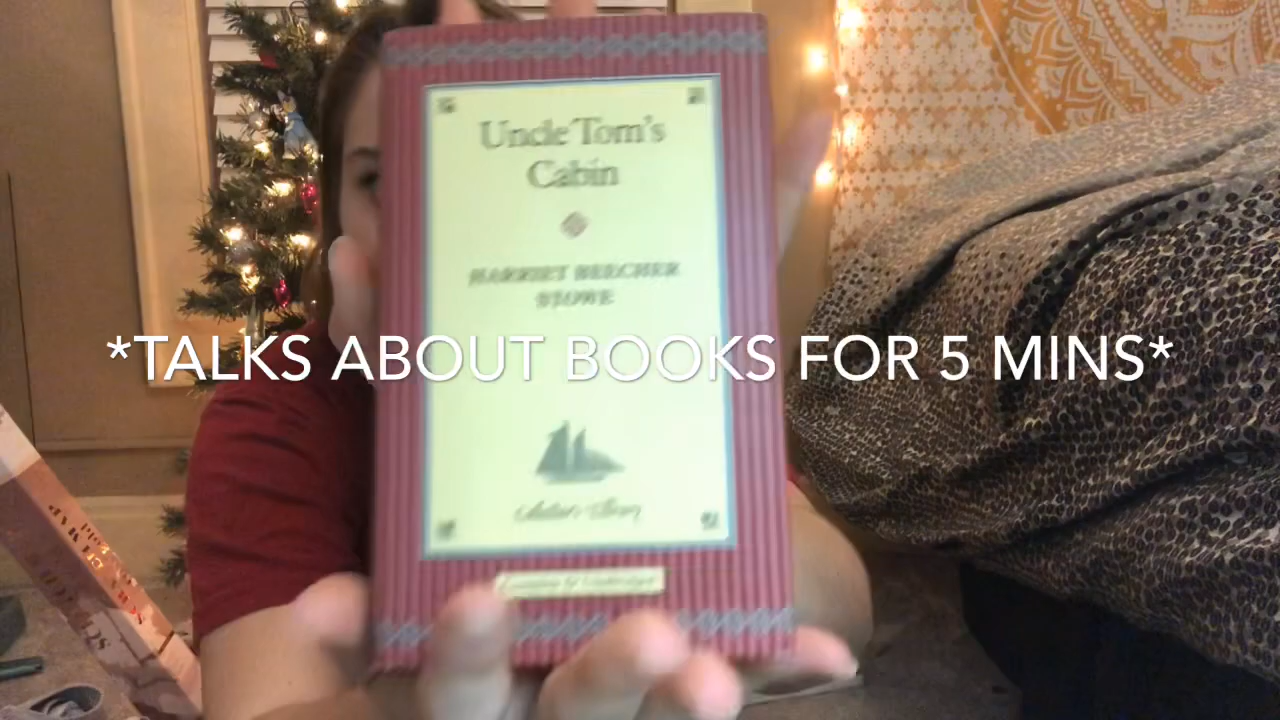 Uncle Tom's
Cabin
HARRIET BEECHER
STOWE
*TALKS ABOUT BOOKS FOR 5 MINS*